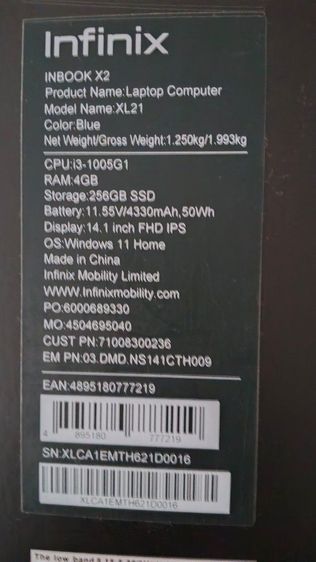 Infinix
INBOOK X2
Product Name:Laptop Computer
Model Name:XL21
Color:Blue
Net Weight/Gross Weight:1.250kg/1.993kg
CPU:i3-1005G1
RAM:4GB
Storage:256GB SSD
Battery:11.55V/4330mAh,50Wh
Display:14.1 inch FHD IPS
OS:Windows 11 Home
Made in China
Infinix Mobility Limited
WWW.Infinixmobility.com
PO:6000689330
MO:4504695040
CUST PN:71008300236
EM PN:03.DMD.NS141CTH009
EAN:4895180777219
4 895180 777219
SN:XLCA1EMTH621D0016
XLCA1EMTH621D0016
The low band